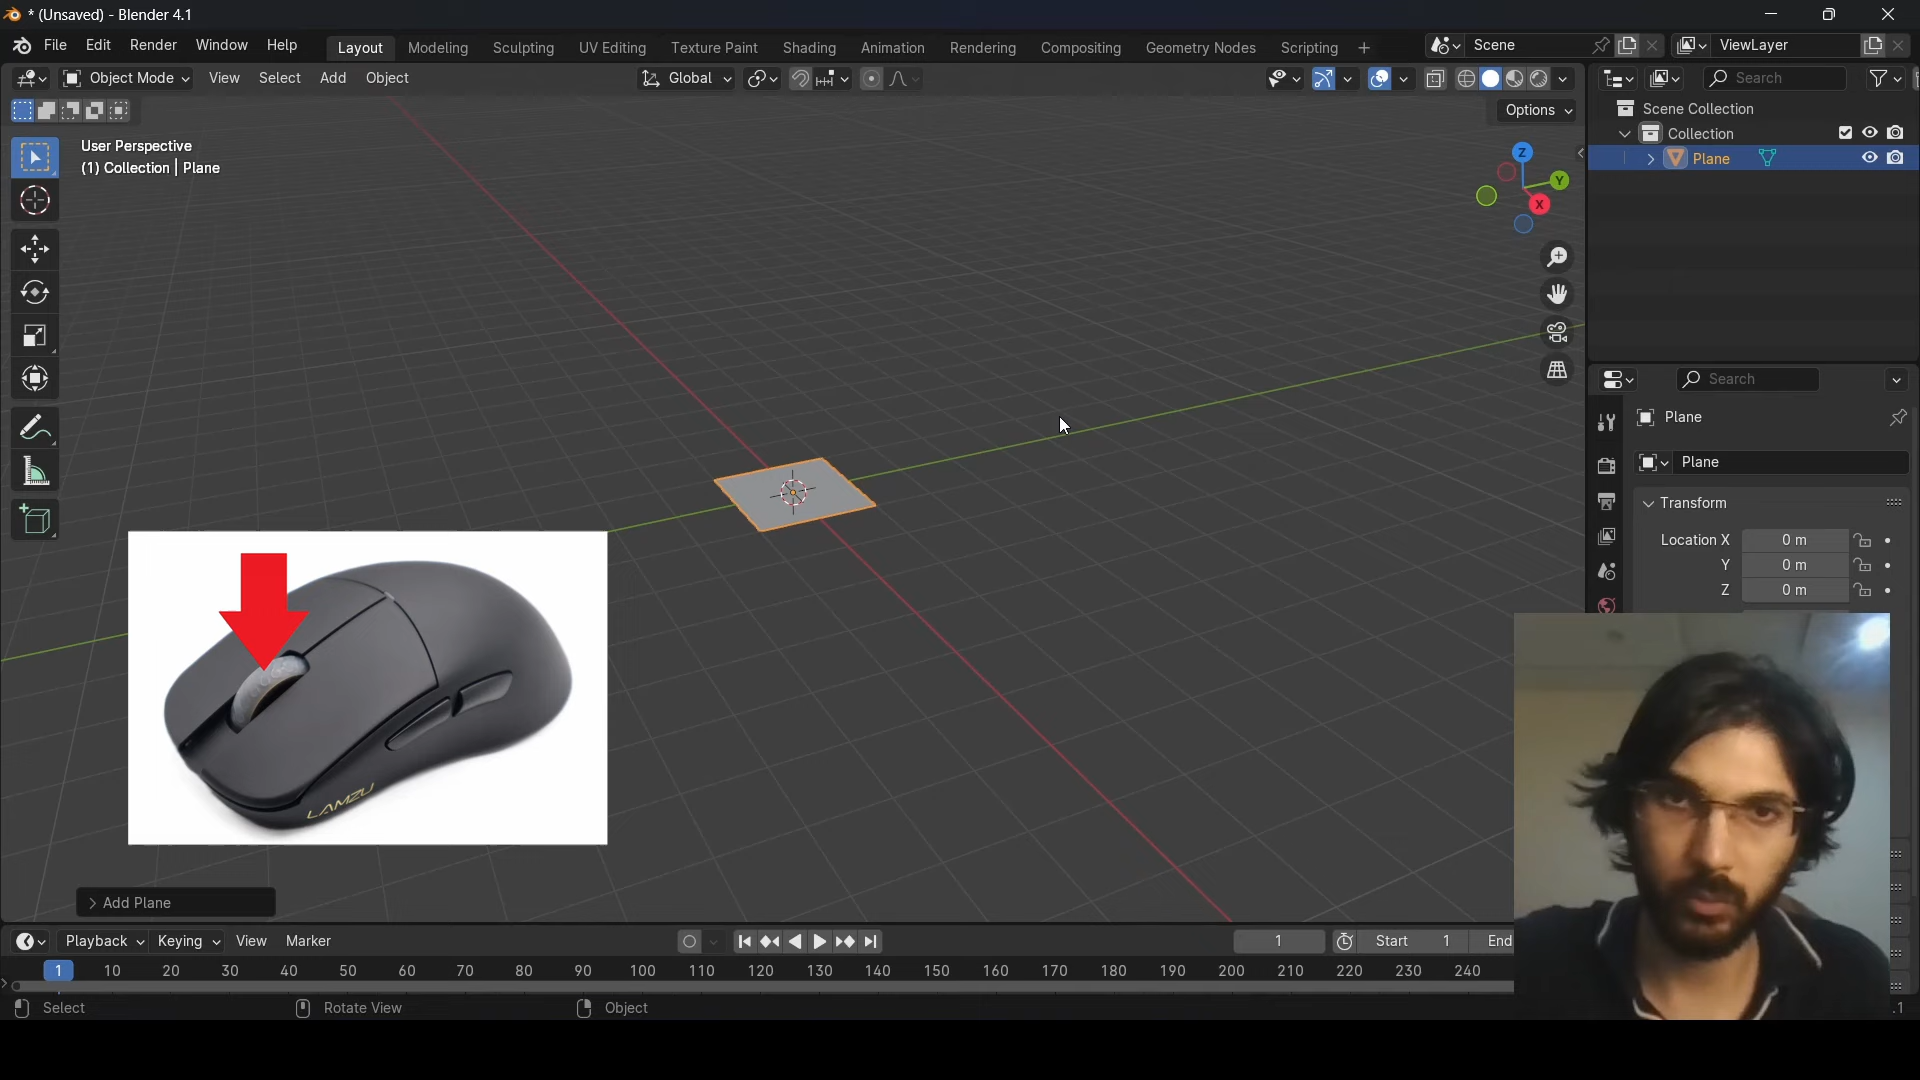 * (Unsaved) - Blender 4.1
File Edit Render Window Help Layout Modeling Sculpting UV Editing Texture Paint Shading Animation Rendering Compositing Geometry Nodes Scripting + Scene ViewLayer
Object Mode View Select Add Object Global Search
Options
User Perspective
(1) Collection | Plane
Scene Collection
Collection
Plane
Z
Y
X
Search
Plane
Plane
Transform
Location X 0 m
Y 0 m
Z 0 m
LAMZU
Add Plane
Playback Keying View Marker 1 Start 1 End
1 10 20 30 40 50 60 70 80 90 100 110 120 130 140 150 160 170 180 190 200 210 220 230 240
Select Rotate View Object .1